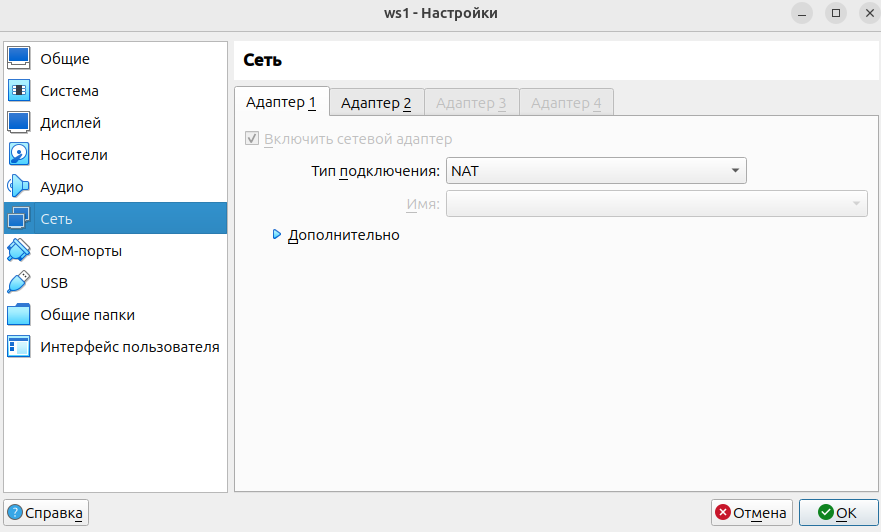 ws1 - Настройки
Общие
Система
Дисплей
Носители
Аудио
Сеть
COM-порты
USB
Общие папки
Интерфейс пользователя
Сеть
Адаптер 1 Адаптер 2 Адаптер 3 Адаптер 4
Включить сетевой адаптер
Тип подключения: NAT
Имя:
Дополнительно
Справка Отмена OK